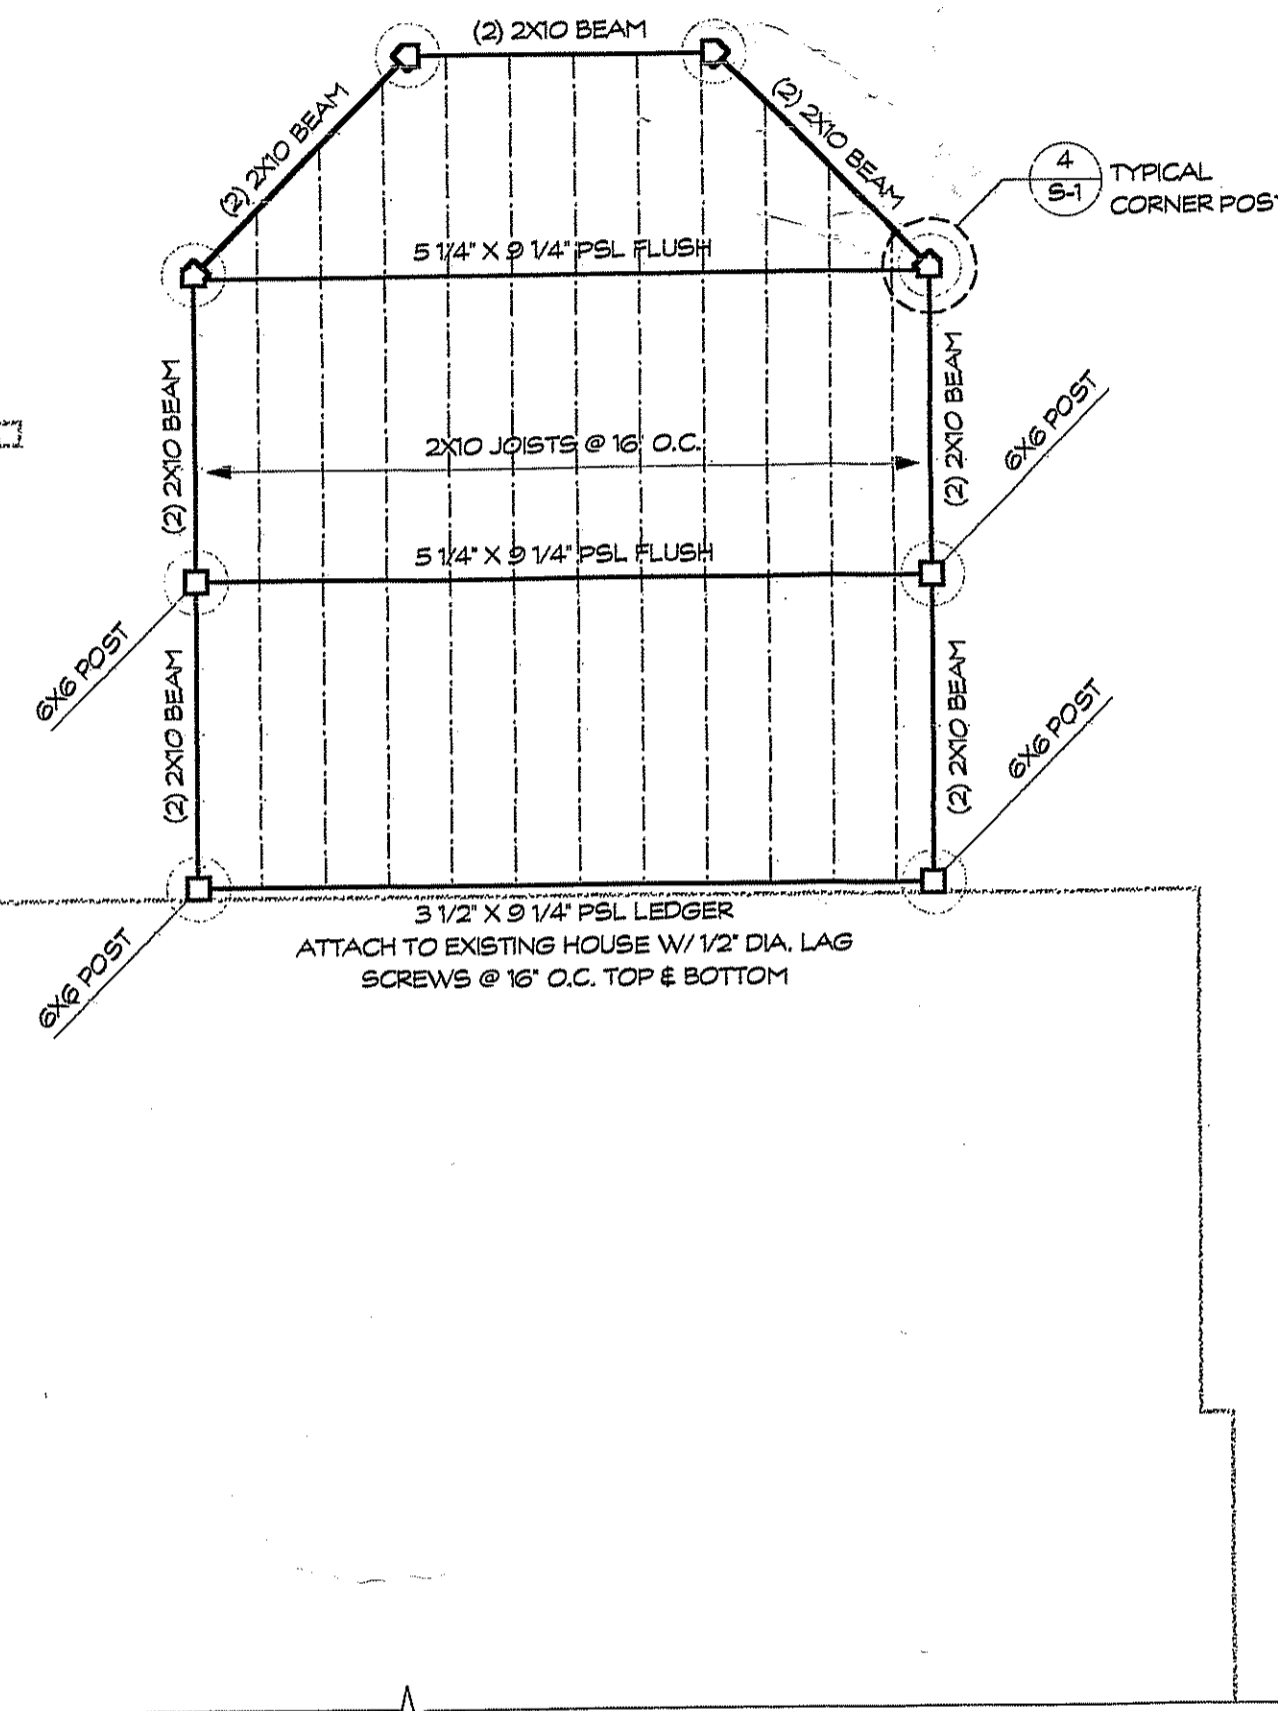 (2) 2X10 BEAM
(2) 2X10 BEAM
(2) 2X10 BEAM
4
S-1
TYPICAL
CORNER POST
5 1/4" X 9 1/4" PSL FLUSH
(2) 2X10 BEAM
(2) 2X10 BEAM
6X6 POST
2X10 JOISTS @ 16" O.C.
5 1/4" X 9 1/4" PSL FLUSH
6X6 POST
(2) 2X10 BEAM
(2) 2X10 BEAM
6X6 POST
3 1/2" X 9 1/4" PSL LEDGER
ATTACH TO EXISTING HOUSE W/ 1/2" DIA. LAG
SCREWS @ 16" O.C. TOP & BOTTOM
6X6 POST